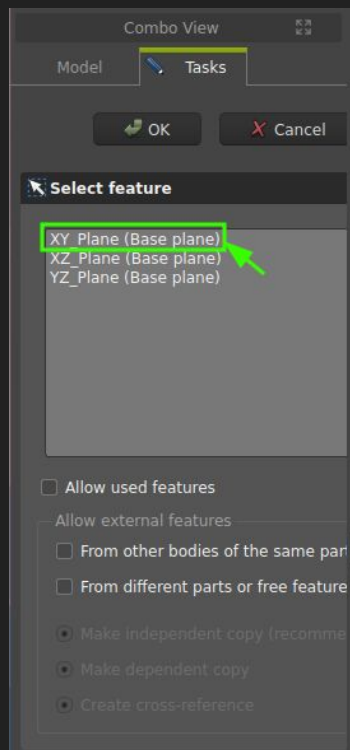 Combo View
Model Tasks
OK Cancel
Select feature
XY_Plane (Base plane)
XZ_Plane (Base plane)
YZ_Plane (Base plane)
Allow used features
Allow external features
From other bodies of the same part
From different parts or free feature
Make independent copy (recomme
Make dependent copy
Create cross-reference